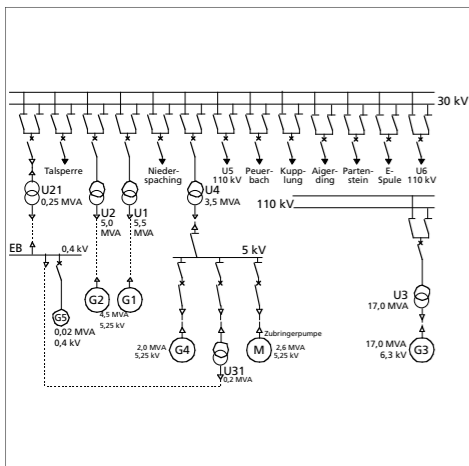 30 kV
Talsperre
Nieder-
spaching
U5
110 kV
Peuer-
bach
Kupp-
lung
Aiger-
ding
Parten-
stein
E-
Spule
U6
110 kV
U21
0,25 MVA
U2
5,0
MVA
U1
5,5
MVA
U4
3,5 MVA
110 kV
EB
0,4 kV
5 kV
U3
17,0 MVA
G2
4,5 MVA
5,25 kV
G1
G5
0,02 MVA
0,4 kV
Zubringerpumpe
2,0 MVA
5,25 kV
G4
U31
0,2 MVA
M
2,6 MVA
5,25 kV
17,0 MVA
6,3 kV
G3